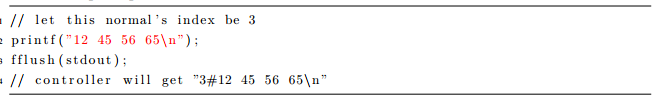 1 // let this normal's index be 3
2 printf("12 45 56 65\n");
3 fflush(stdout);
4 // controller will get "3#12 45 56 65\n"